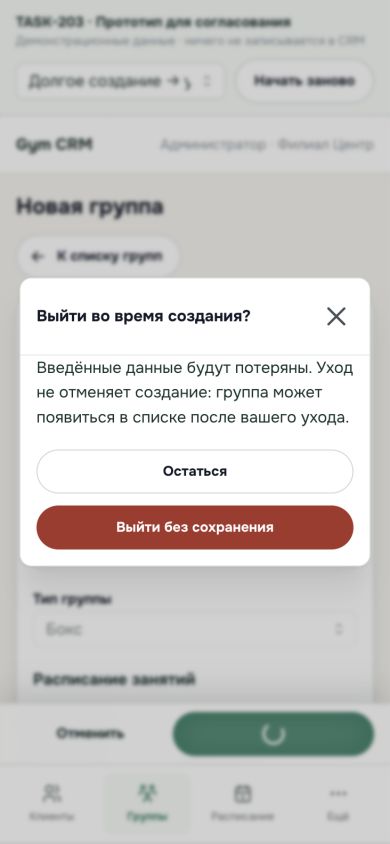 TASK-203 · Прототип для согласования
Демонстрационные данные · ничего не записывается в CRM
Долгое создание →
Начать заново
Gym CRM
Администратор · Филиал Центр
Новая группа
← К списку групп
Выйти во время создания?
Введённые данные будут потеряны. Уход
не отменяет создание: группа может
появиться в списке после вашего ухода.
Остаться
Выйти без сохранения
Тип группы
Бокс
Расписание занятий
Отменить
Клиенты
Группы
Расписание
Ещё